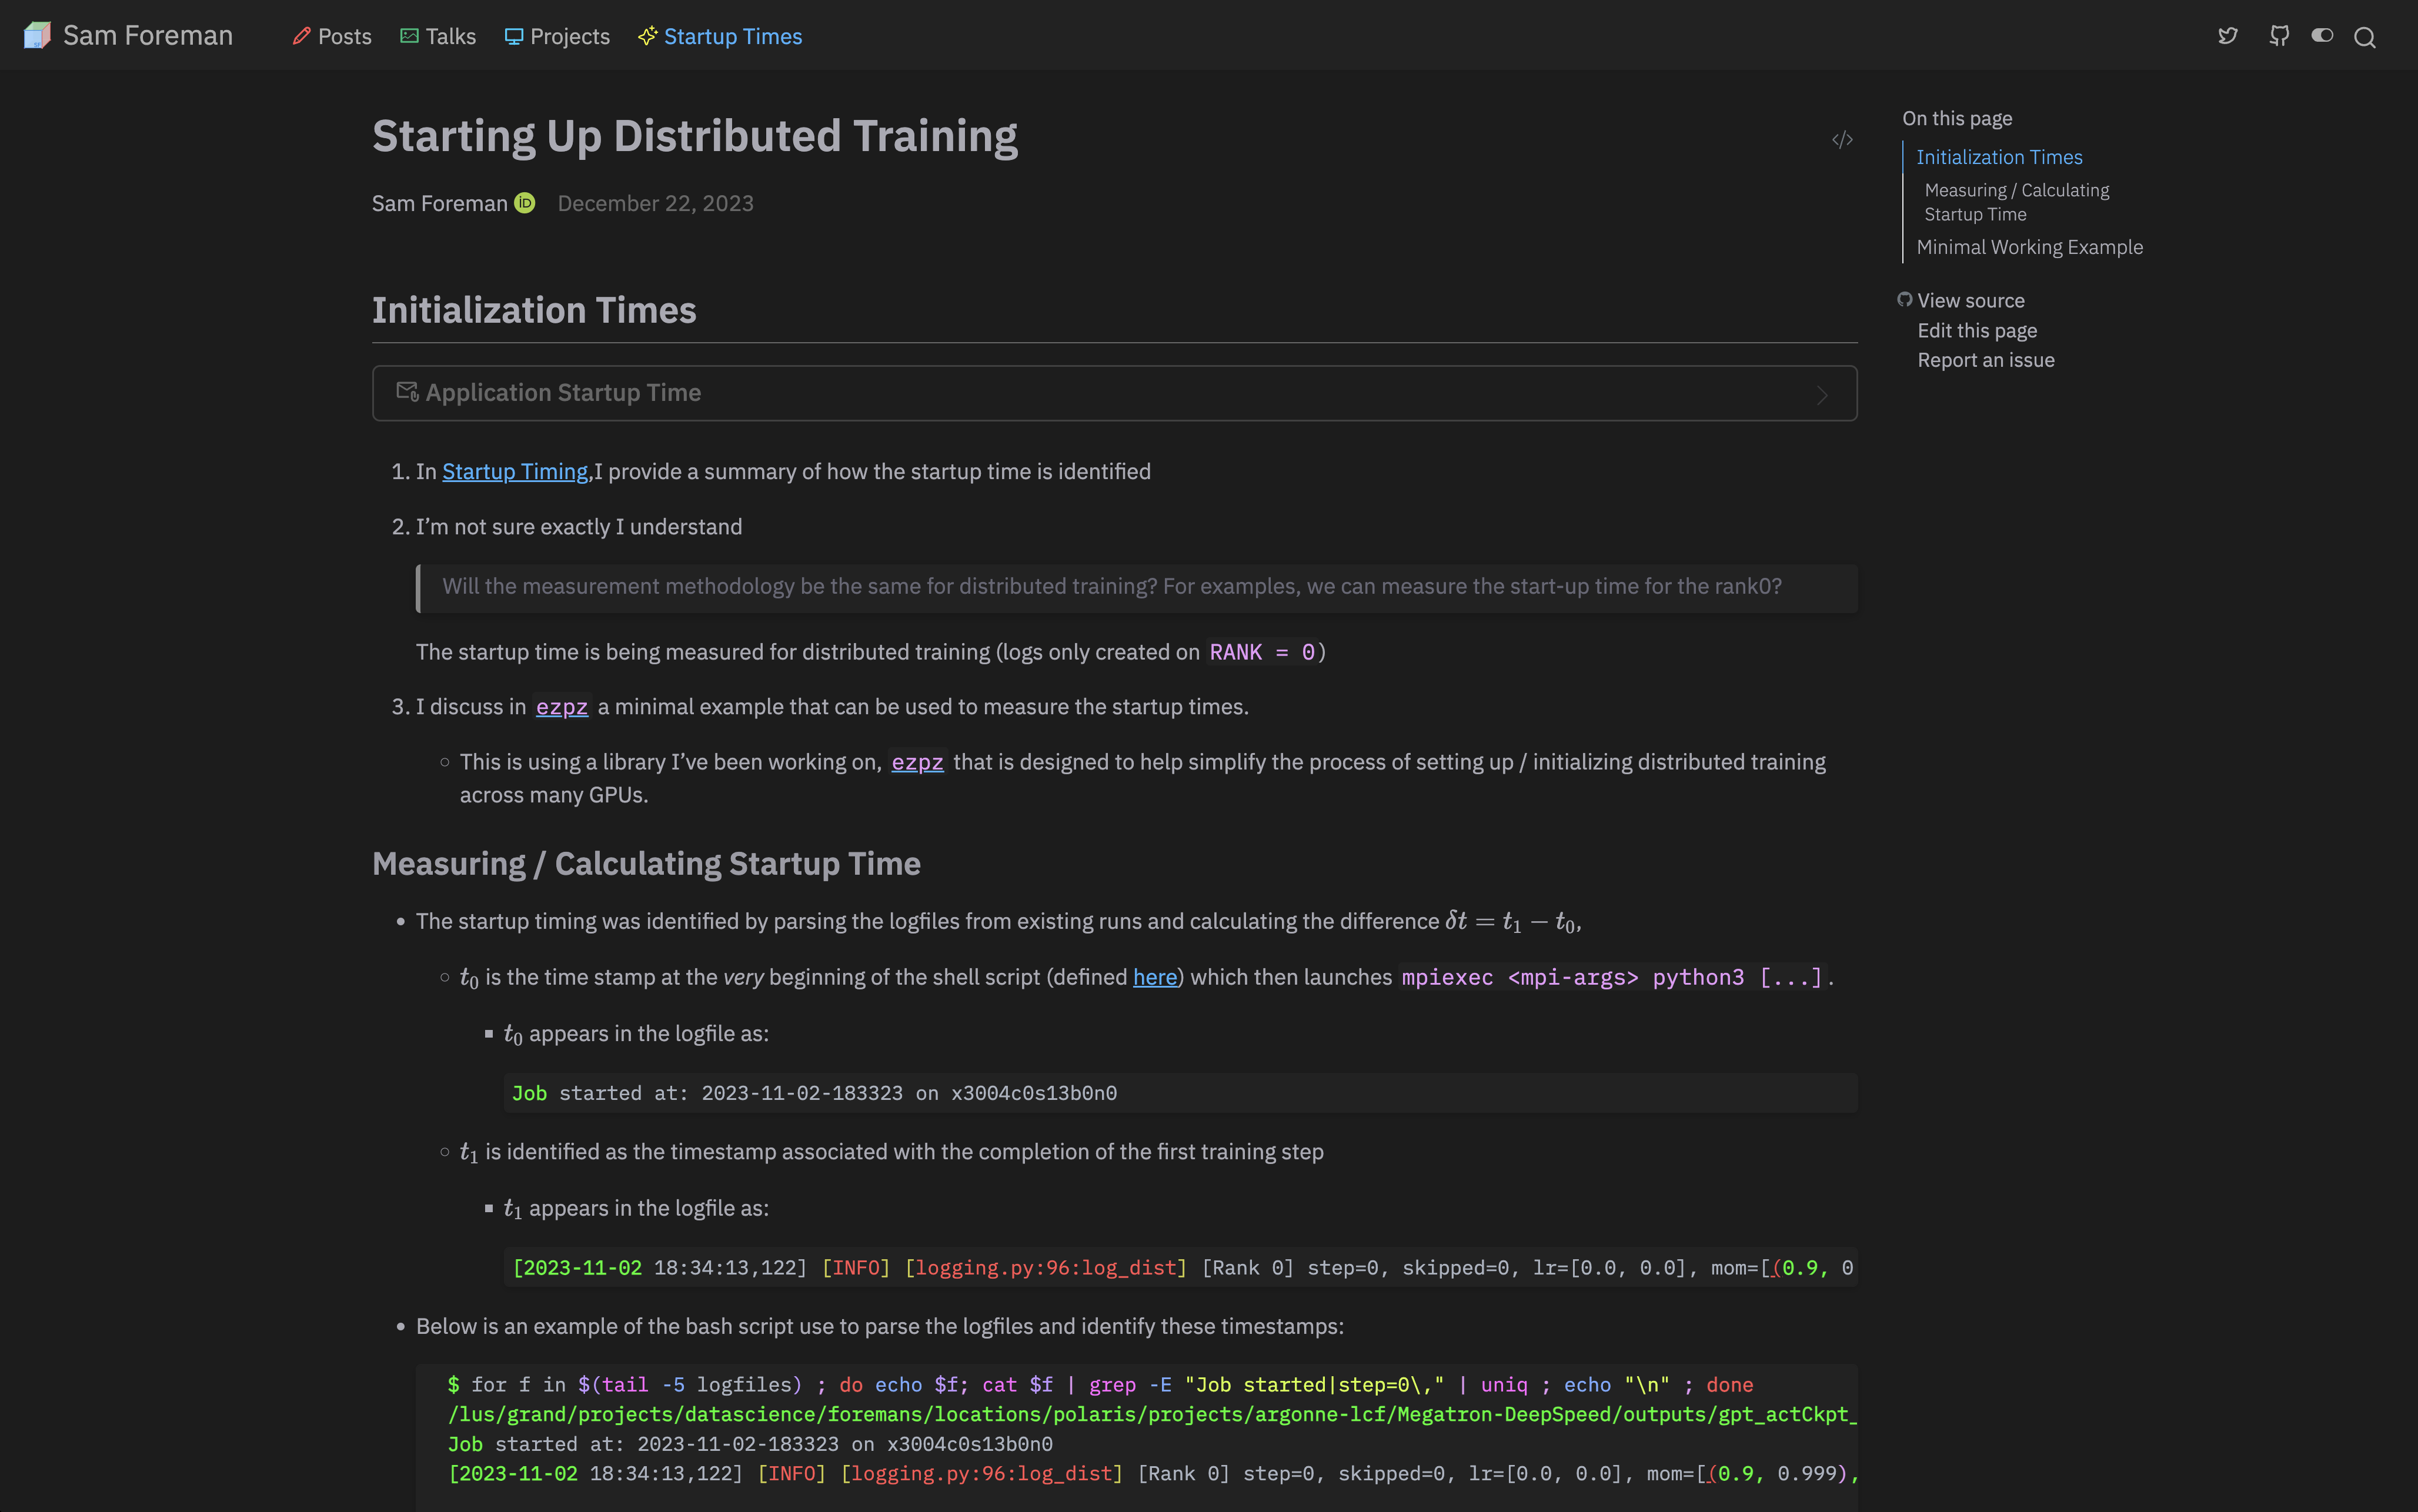 Sam Foreman
Posts
Talks
Projects
Startup Times
Starting Up Distributed Training
</>
Sam Foreman iD December 22, 2023
Initialization Times
Application Startup Time
1. In Startup Timing,I provide a summary of how the startup time is identified
2. I’m not sure exactly I understand
Will the measurement methodology be the same for distributed training? For examples, we can measure the start-up time for the rank0?
The startup time is being measured for distributed training (logs only created on RANK = 0)
3. I discuss in ezpz a minimal example that can be used to measure the startup times.
○ This is using a library I’ve been working on, ezpz that is designed to help simplify the process of setting up / initializing distributed training
across many GPUs.
Measuring / Calculating Startup Time
• The startup timing was identified by parsing the logfiles from existing runs and calculating the difference δt = t₁ − t₀,
○ t₀ is the time stamp at the very beginning of the shell script (defined here) which then launches mpiexec <mpi-args> python3 [...].
▪ t₀ appears in the logfile as:
Job started at: 2023-11-02-183323 on x3004c0s13b0n0
○ t₁ is identified as the timestamp associated with the completion of the first training step
▪ t₁ appears in the logfile as:
[2023-11-02 18:34:13,122] [INFO] [logging.py:96:log_dist] [Rank 0] step=0, skipped=0, lr=[0.0, 0.0], mom=[(0.9, 0
• Below is an example of the bash script use to parse the logfiles and identify these timestamps:
$ for f in $(tail -5 logfiles) ; do echo $f; cat $f | grep -E "Job started|step=0\," | uniq ; echo "\n" ; done
/lus/grand/projects/datascience/foremans/locations/polaris/projects/argonne-lcf/Megatron-DeepSpeed/outputs/gpt_actCkpt_
Job started at: 2023-11-02-183323 on x3004c0s13b0n0
[2023-11-02 18:34:13,122] [INFO] [logging.py:96:log_dist] [Rank 0] step=0, skipped=0, lr=[0.0, 0.0], mom=[(0.9, 0.999),
On this page
Initialization Times
Measuring / Calculating
Startup Time
Minimal Working Example
View source
Edit this page
Report an issue